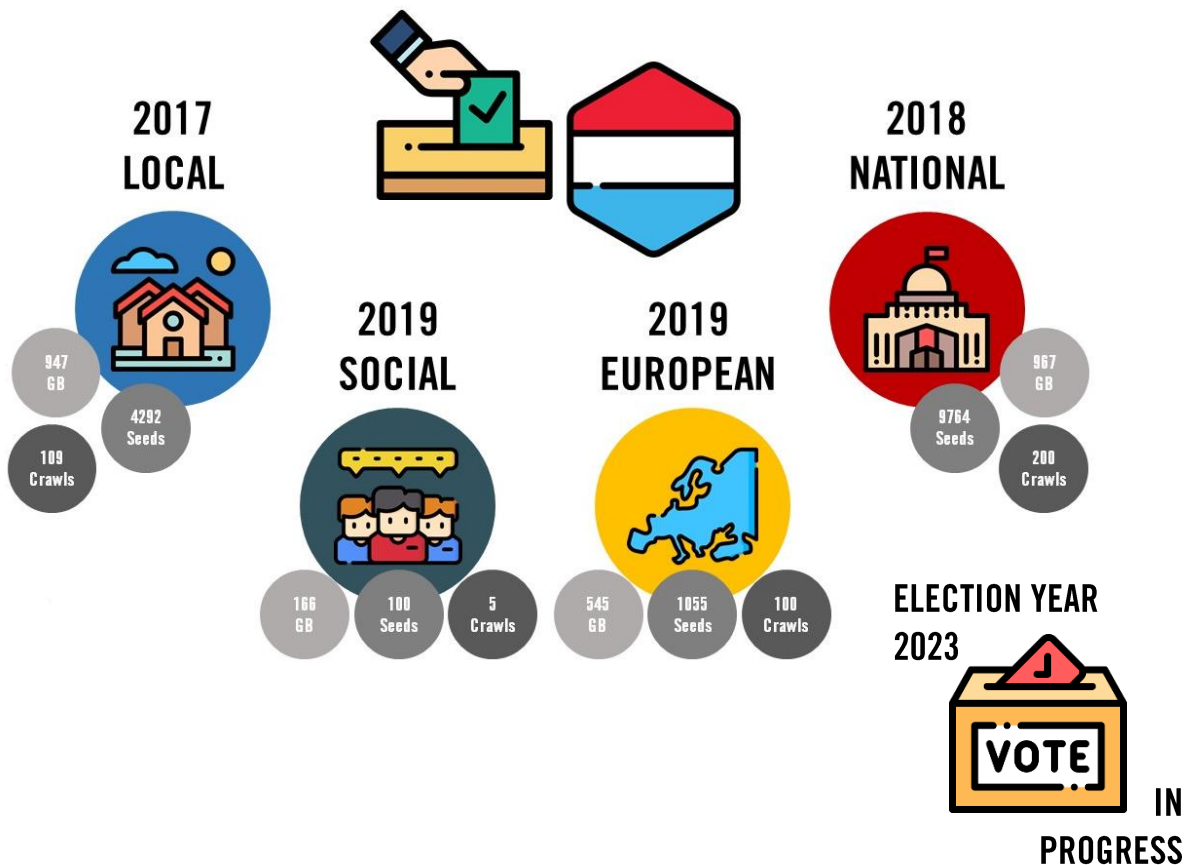 2017
LOCAL
947
GB
4292
Seeds
109
Crawls
2018
NATIONAL
967
GB
9764
Seeds
200
Crawls
2019
SOCIAL
166
GB
100
Seeds
5
Crawls
2019
EUROPEAN
545
GB
1055
Seeds
100
Crawls
ELECTION YEAR
2023
VOTE
IN
PROGRESS